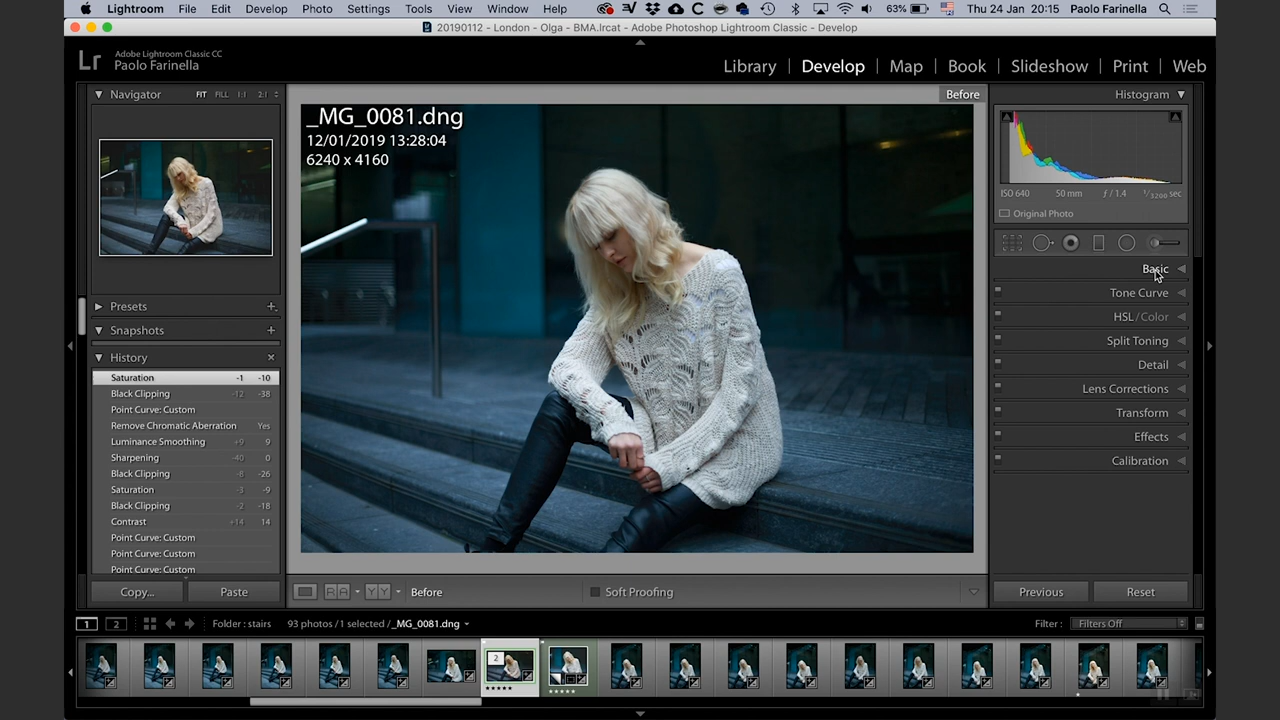 Lightroom File Edit Develop Photo Settings Tools View Window Help 63% Thu 24 Jan 20:15 Paolo Farinella
20190112 - London - Olga - BMA.lrcat - Adobe Photoshop Lightroom Classic - Develop
Lr Adobe Lightroom Classic CC
Paolo Farinella
Library | Develop | Map | Book | Slideshow | Print | Web
Navigator FIT FILL 1:1 2:1
Before
Histogram
_MG_0081.dng
12/01/2019 13:28:04
6240 x 4160
ISO 640 50 mm ƒ / 1.4 1/3200 sec
Original Photo
Basic
Tone Curve
HSL / Color
Split Toning
Detail
Lens Corrections
Transform
Effects
Calibration
Presets
Snapshots
History
Saturation -1 -10
Black Clipping -12 -38
Point Curve: Custom
Remove Chromatic Aberration Yes
Luminance Smoothing +9 9
Sharpening -40 0
Black Clipping -8 -26
Saturation -3 -9
Black Clipping -2 -18
Contrast +14 14
Point Curve: Custom
Point Curve: Custom
Point Curve: Custom
Copy... Paste
R A Y Y Before Soft Proofing
Previous Reset
1 2 Folder : stairs 93 photos / 1 selected / _MG_0081.dng Filter : Filters Off
2